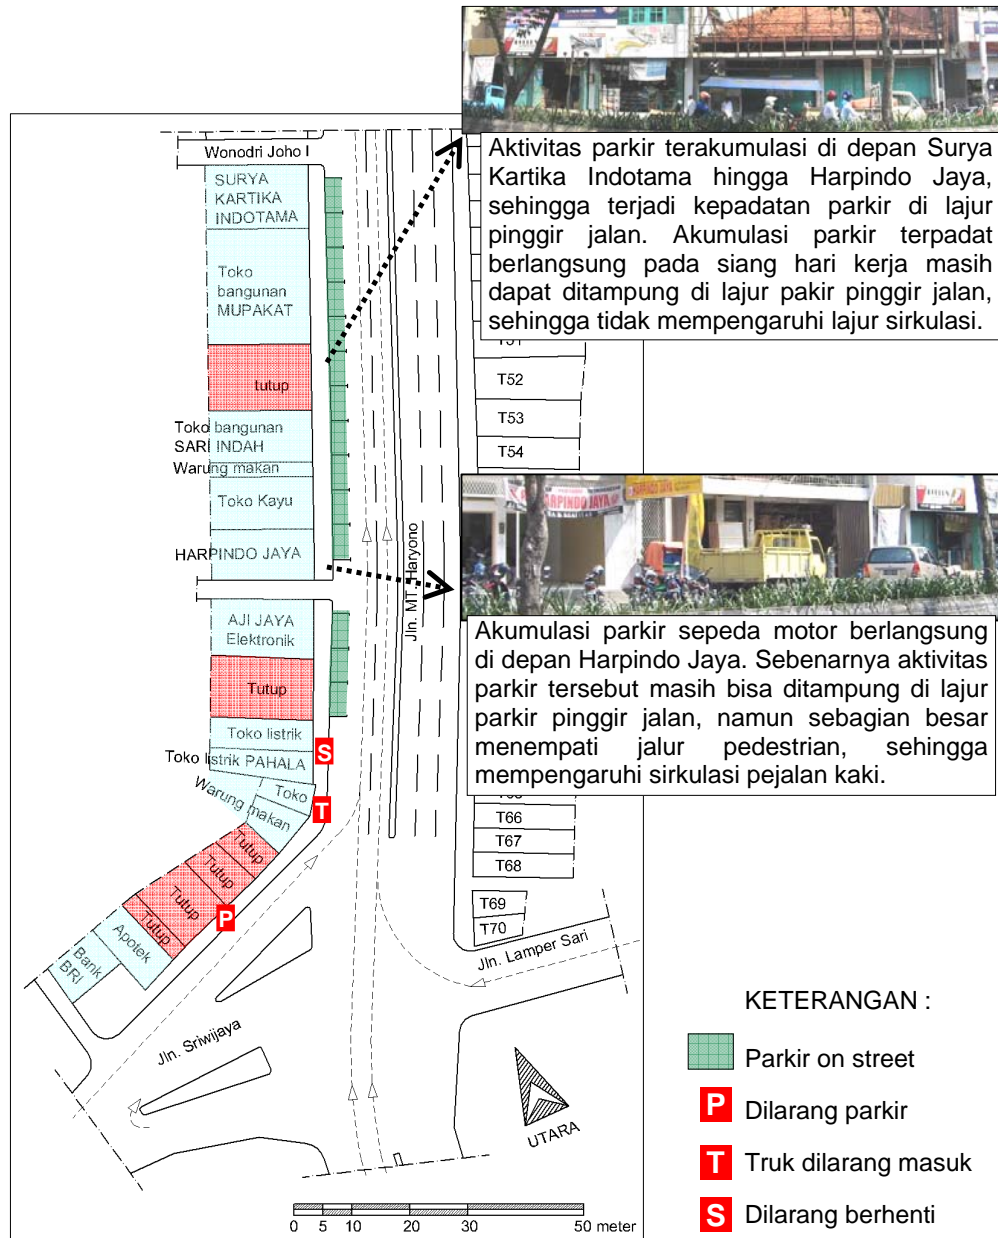 Aktivitas parkir terakumulasi di depan Surya
Kartika Indotama hingga Harpindo Jaya,
sehingga terjadi kepadatan parkir di lajur
pinggir jalan. Akumulasi parkir terpadat
berlangsung pada siang hari kerja masih
dapat ditampung di lajur pakir pinggir jalan,
sehingga tidak mempengaruhi lajur sirkulasi.
Wonodri Joho I
SURYA
KARTIKA
INDOTAMA
Toko
bangunan
MUPAKAT
tutup
Toko bangunan
SARI INDAH
Warung makan
Toko Kayu
HARPINDO JAYA
AJI JAYA
Elektronik
Tutup
Toko listrik
Toko listrik PAHALA
Toko
Warung makan
Tutup
Tutup
Tutup
Tutup
Apotek
Bank
BRI
S
T
P
Jln. MT. Haryono
T52
T53
T54
HARPINDO JAYA
Akumulasi parkir sepeda motor berlangsung
di depan Harpindo Jaya. Sebenarnya aktivitas
parkir tersebut masih bisa ditampung di lajur
parkir pinggir jalan, namun sebagian besar
menempati jalur pedestrian, sehingga
mempengaruhi sirkulasi pejalan kaki.
T66
T67
T68
T69
T70
Jln. Lamper Sari
Jln. Sriwijaya
UTARA
0 5 10 20 30 50 meter
KETERANGAN :
Parkir on street
P Dilarang parkir
T Truk dilarang masuk
S Dilarang berhenti